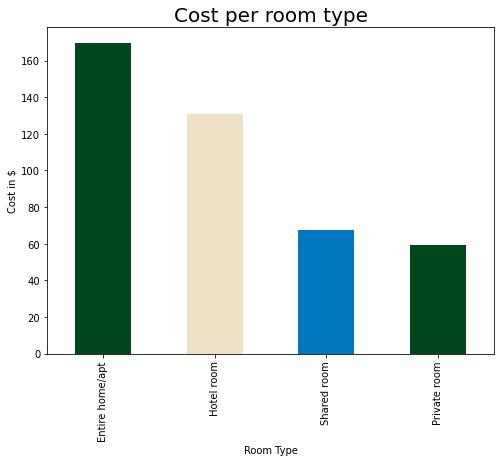 Cost per room type
160
140
120
100
80
60
40
20
0
Cost in $
Entire home/apt
Hotel room
Shared room
Private room
Room Type